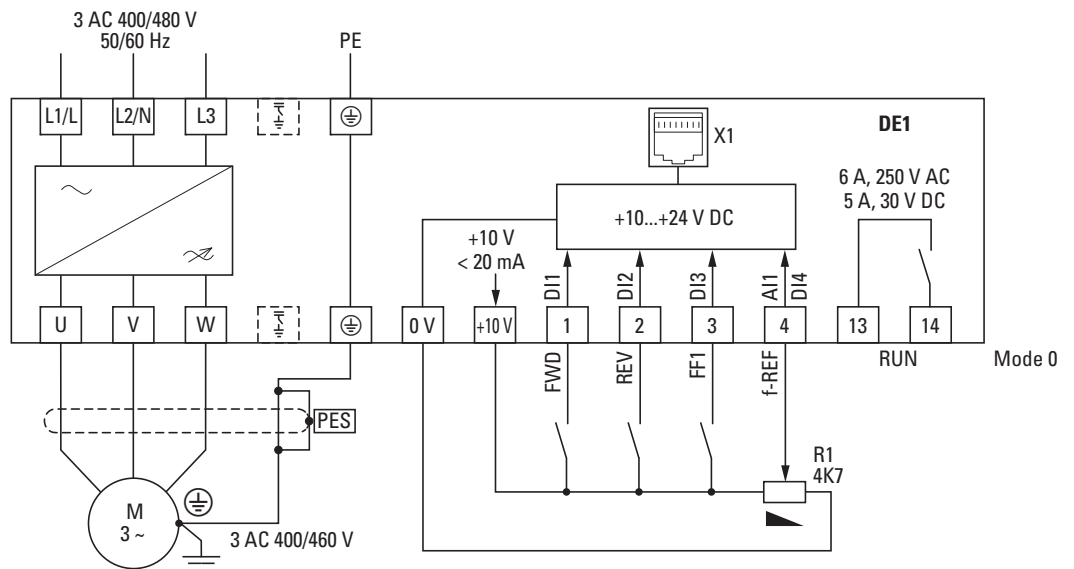 3 AC 400/480 V
50/60 Hz
PE
L1/L
L2/N
L3
X1
DE1
6 A, 250 V AC
5 A, 30 V DC
+10...+24 V DC
+10 V
< 20 mA
DI1
DI2
DI3
AI1
DI4
U
V
W
0 V
+10 V
1
2
3
4
13
14
RUN
Mode 0
FWD
REV
FF1
f-REF
PES
R1
4K7
M
3 ~
3 AC 400/460 V